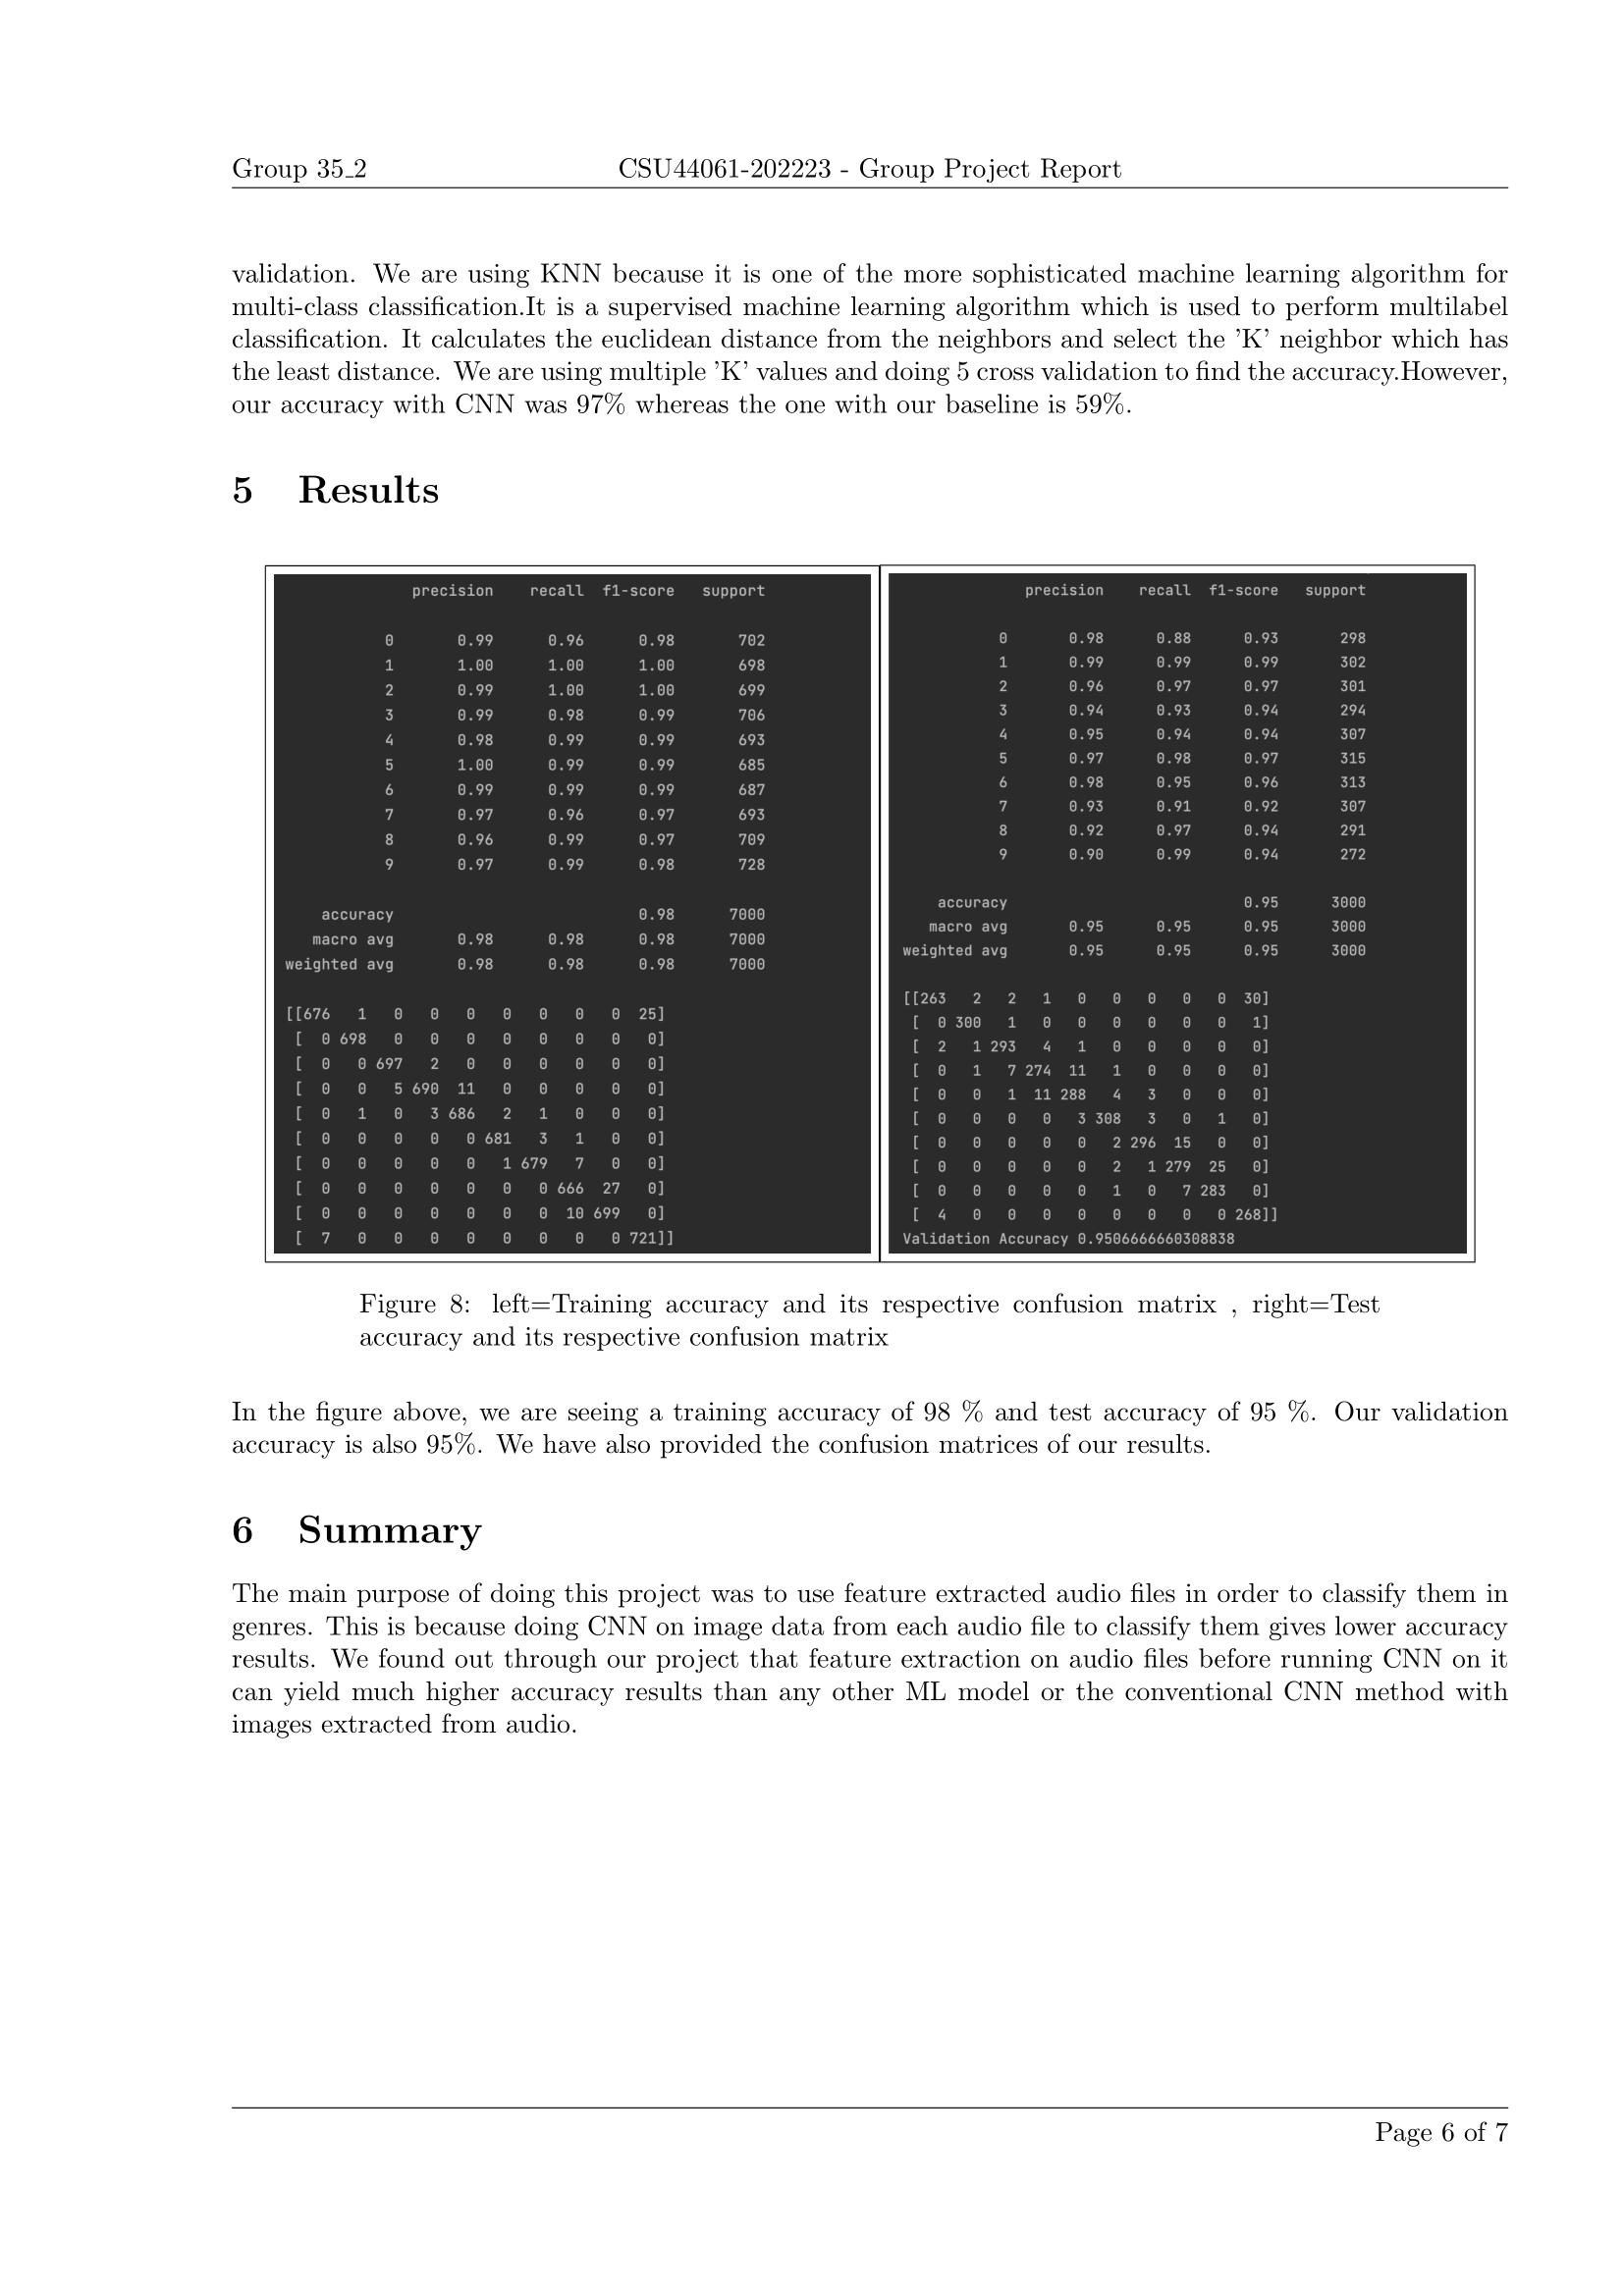 Group 35_2 CSU44061-202223 - Group Project Report
validation. We are using KNN because it is one of the more sophisticated machine learning algorithm for
multi-class classification.It is a supervised machine learning algorithm which is used to perform multilabel
classification. It calculates the euclidean distance from the neighbors and select the ’K’ neighbor which has
the least distance. We are using multiple ’K’ values and doing 5 cross validation to find the accuracy.However,
our accuracy with CNN was 97% whereas the one with our baseline is 59%.
5 Results
precision recall f1-score support
0 0.99 0.96 0.98 702
1 1.00 1.00 1.00 698
2 0.99 1.00 1.00 699
3 0.99 0.98 0.99 706
4 0.98 0.99 0.99 693
5 1.00 0.99 0.99 685
6 0.99 0.99 0.99 687
7 0.97 0.96 0.97 693
8 0.96 0.99 0.97 709
9 0.97 0.99 0.98 728
accuracy 0.98 7000
macro avg 0.98 0.98 0.98 7000
weighted avg 0.98 0.98 0.98 7000
[[676 1 0 0 0 0 0 0 0 25]
[ 0 698 0 0 0 0 0 0 0 0]
[ 0 0 697 2 0 0 0 0 0 0]
[ 0 0 5 690 11 0 0 0 0 0]
[ 0 1 0 3 686 2 1 0 0 0]
[ 0 0 0 0 0 681 3 1 0 0]
[ 0 0 0 0 0 1 679 7 0 0]
[ 0 0 0 0 0 0 0 666 27 0]
[ 0 0 0 0 0 0 0 10 699 0]
[ 7 0 0 0 0 0 0 0 0 721]]
precision recall f1-score support
0 0.98 0.88 0.93 298
1 0.99 0.99 0.99 302
2 0.96 0.97 0.97 301
3 0.94 0.93 0.94 294
4 0.95 0.94 0.94 307
5 0.97 0.98 0.97 315
6 0.98 0.95 0.96 313
7 0.93 0.91 0.92 307
8 0.92 0.97 0.94 291
9 0.90 0.99 0.94 272
accuracy 0.95 3000
macro avg 0.95 0.95 0.95 3000
weighted avg 0.95 0.95 0.95 3000
[[263 2 2 1 0 0 0 0 0 30]
[ 0 300 1 0 0 0 0 0 0 1]
[ 2 1 293 4 1 0 0 0 0 0]
[ 0 1 7 274 11 1 0 0 0 0]
[ 0 0 1 11 288 4 3 0 0 0]
[ 0 0 0 0 3 308 3 0 1 0]
[ 0 0 0 0 0 2 296 15 0 0]
[ 0 0 0 0 0 2 1 279 25 0]
[ 0 0 0 0 0 1 0 7 283 0]
[ 4 0 0 0 0 0 0 0 0 268]]
Validation Accuracy 0.9506666660308838
Figure 8: left=Training accuracy and its respective confusion matrix , right=Test
accuracy and its respective confusion matrix
In the figure above, we are seeing a training accuracy of 98 % and test accuracy of 95 %. Our validation
accuracy is also 95%. We have also provided the confusion matrices of our results.
6 Summary
The main purpose of doing this project was to use feature extracted audio files in order to classify them in
genres. This is because doing CNN on image data from each audio file to classify them gives lower accuracy
results. We found out through our project that feature extraction on audio files before running CNN on it
can yield much higher accuracy results than any other ML model or the conventional CNN method with
images extracted from audio.
Page 6 of 7